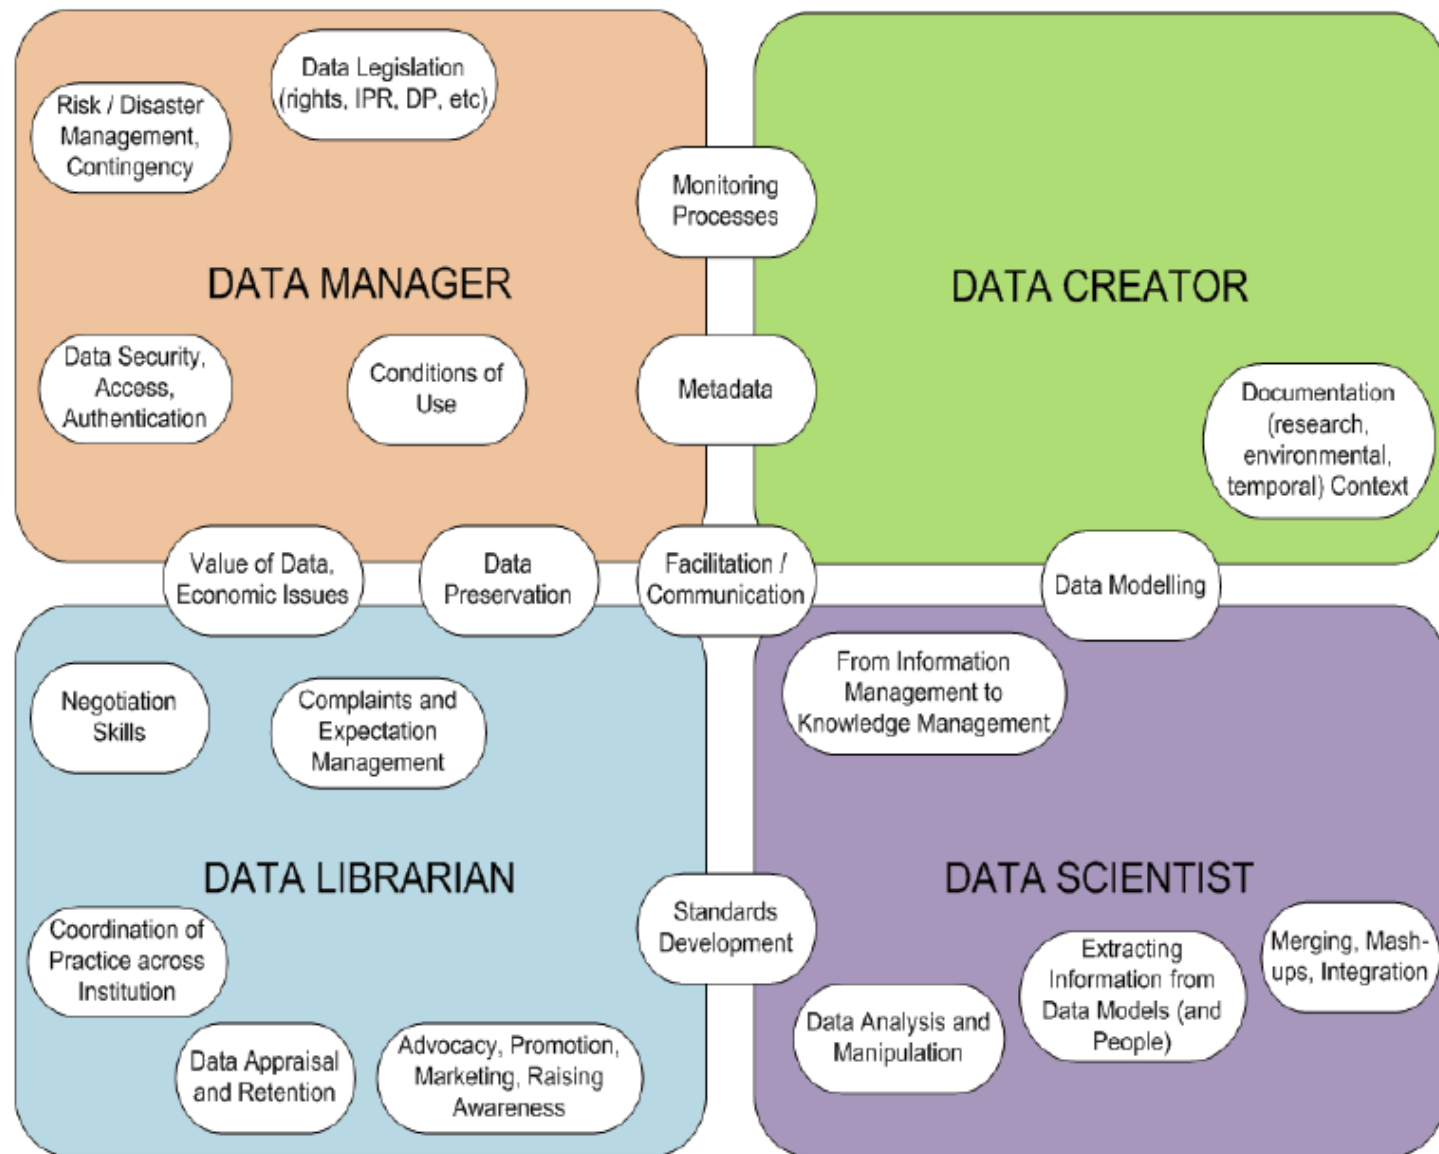 Data Legislation
(rights, IPR, DP, etc)
Risk / Disaster
Management,
Contingency
Monitoring
Processes
DATA MANAGER
DATA CREATOR
Data Security,
Access,
Authentication
Conditions of
Use
Metadata
Documentation
(research,
environmental,
temporal) Context
Value of Data,
Economic Issues
Data
Preservation
Facilitation /
Communication
Data Modelling
Negotiation
Skills
Complaints and
Expectation
Management
From Information
Management to
Knowledge Management
DATA LIBRARIAN
DATA SCIENTIST
Coordination of
Practice across
Institution
Standards
Development
Extracting
Information from
Data Models (and
People)
Merging, Mash-
ups, Integration
Data Analysis and
Manipulation
Data Appraisal
and Retention
Advocacy, Promotion,
Marketing, Raising
Awareness